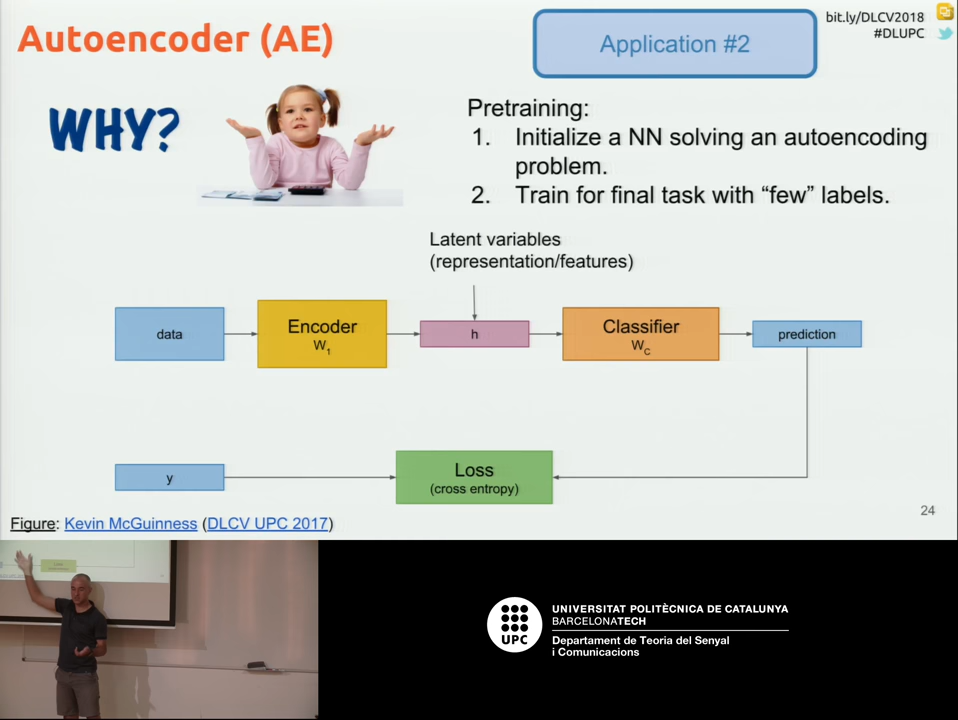 Autoencoder (AE)
Application #2
bit.ly/DLCV2018
#DLUPC
WHY?
Pretraining:
1. Initialize a NN solving an autoencoding
problem.
2. Train for final task with “few” labels.
Latent variables
(representation/features)
data
Encoder
W1
h
Classifier
WC
prediction
y
Loss
(cross entropy)
Figure: Kevin McGuinness (DLCV UPC 2017)
24
UPC
UNIVERSITAT POLITÈCNICA DE CATALUNYA
BARCELONATECH
Departament de Teoria del Senyal
i Comunicacions